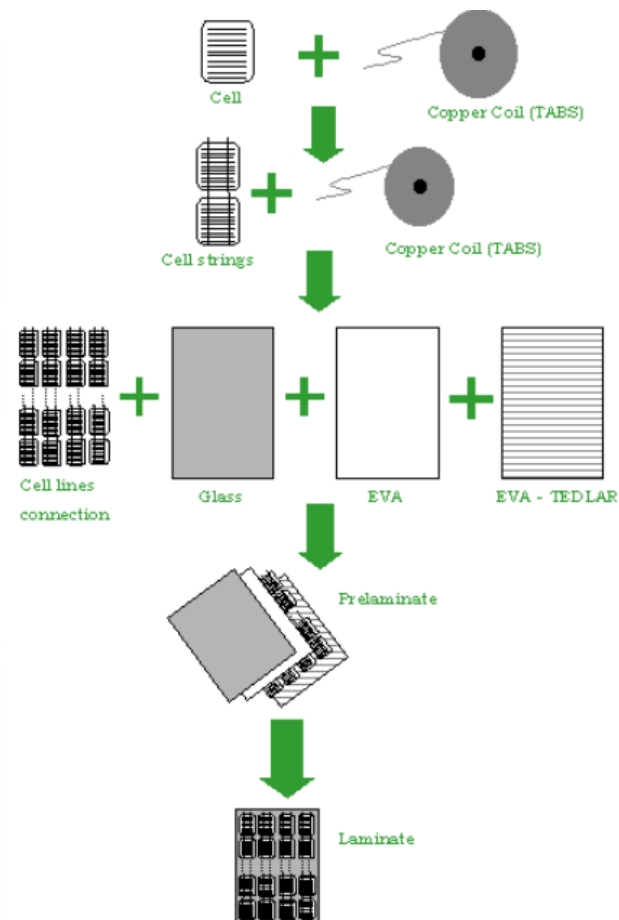 Cell
Copper Coil (TABS)
Cell strings
Copper Coil (TABS)
Cell lines
connection
Glass
EVA
EVA - TEDLAR
Prelaminate
Laminate